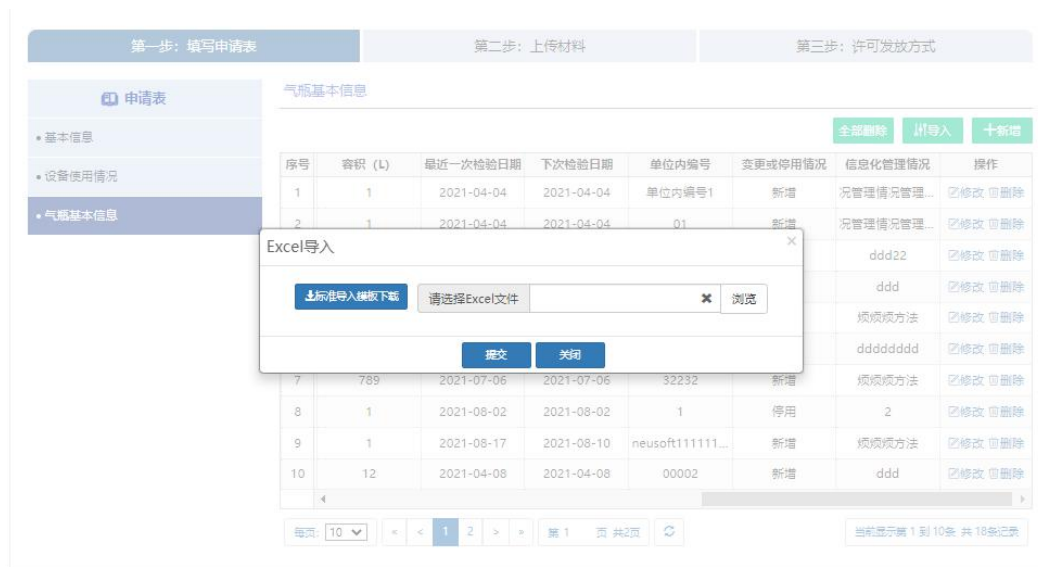 第一步：填写申请表 第二步：上传材料 第三步：许可发放方式
申请表
气瓶基本信息
• 基本信息
• 设备使用情况
• 气瓶基本信息
全部删除 导入 新增
序号 容积（L） 最近一次检验日期 下次检验日期 单位内编号 变更或停用情况 信息化管理情况 操作
1 1 2021-04-04 2021-04-04 单位内编号1 新增 况管理情况管理... 修改 删除
2 1 2021-04-04 2021-04-04 01 新增 况管理情况管理... 修改 删除
ddd22 修改 删除
ddd 修改 删除
烦烦烦方法 修改 删除
dddddddd 修改 删除
7 789 2021-07-06 2021-07-06 32232 新增 烦烦烦方法 修改 删除
8 1 2021-08-02 2021-08-02 1 停用 2 修改 删除
9 1 2021-08-17 2021-08-10 neusoft111111... 新增 烦烦烦方法 修改 删除
10 12 2021-04-08 2021-04-08 00002 新增 ddd 修改 删除
Excel导入 ×
标准导入模板下载 请选择Excel文件 浏览
提交 关闭
每页: 10 « < 1 2 > » 第 1 页 共2页 当前显示第 1 到 10条 共 18条记录